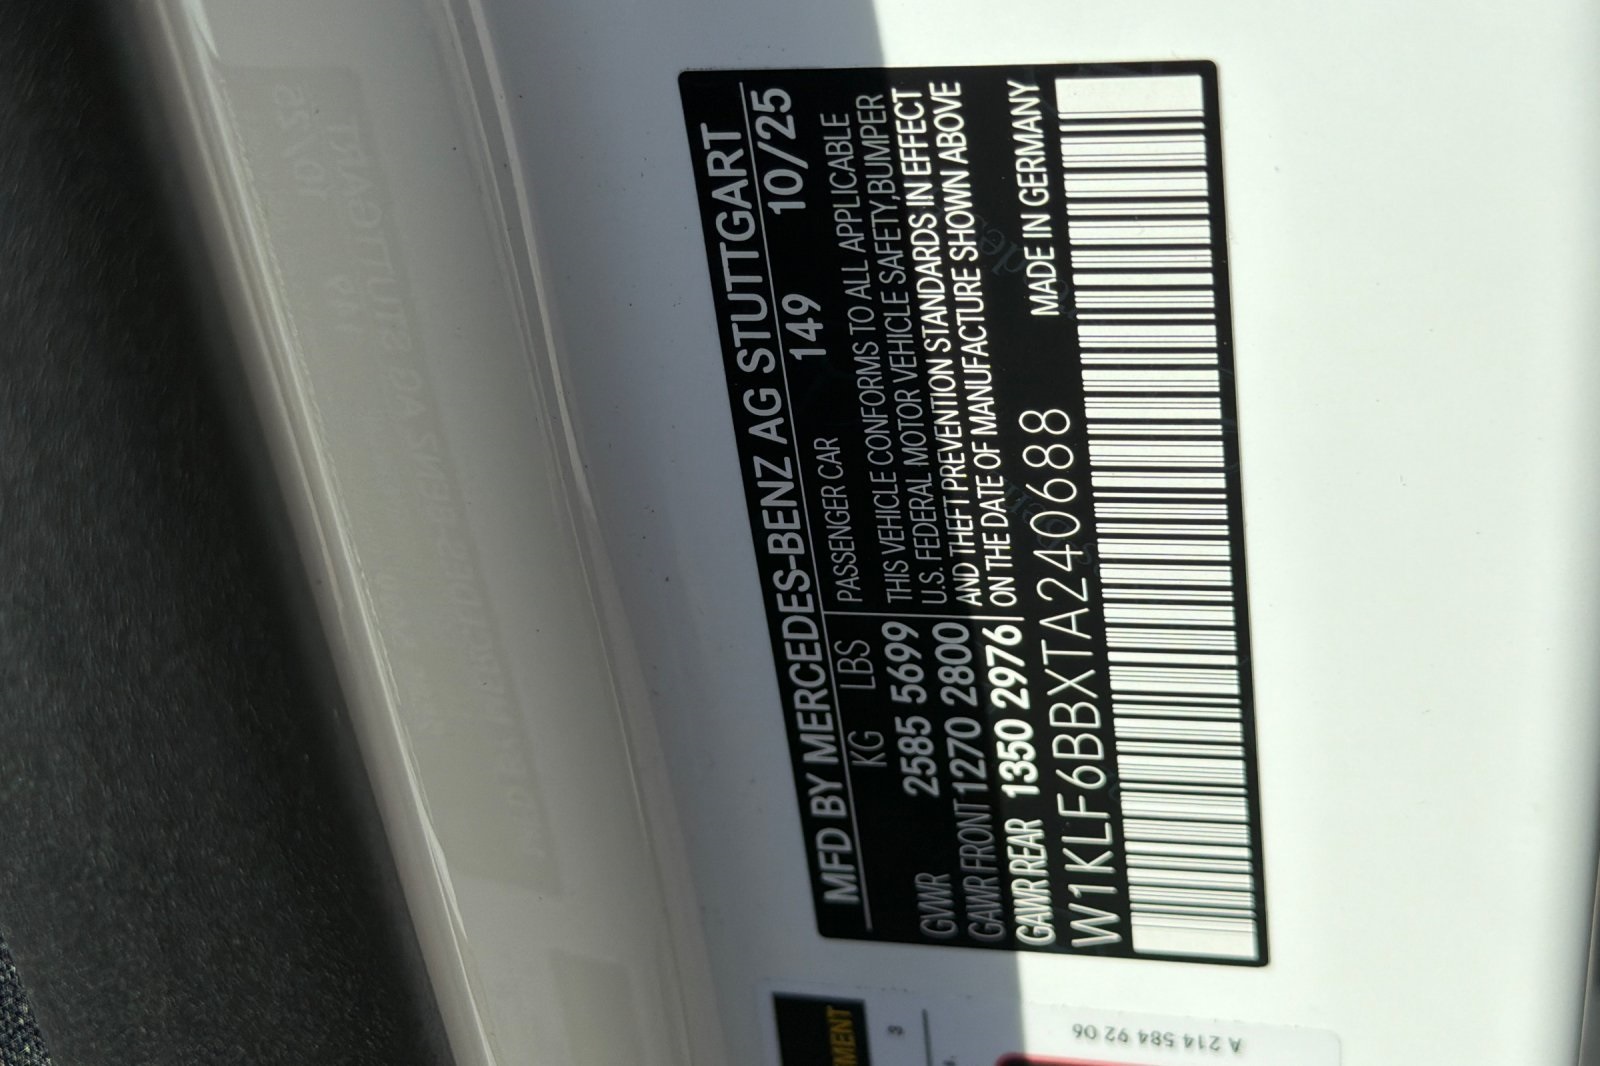 MFD BY MERCEDES-BENZ AG STUTTGART
149 10/25
KG LBS PASSENGER CAR
GVWR 2585 5699
GAWR FRONT 1270 2800
GAWR REAR 1350 2976
THIS VEHICLE CONFORMS TO ALL APPLICABLE
U.S. FEDERAL MOTOR VEHICLE SAFETY, BUMPER
AND THEFT PREVENTION STANDARDS IN EFFECT
ON THE DATE OF MANUFACTURE SHOWN ABOVE
MADE IN GERMANY
W1KLF6BBXTA240688
A 214 584 92 06